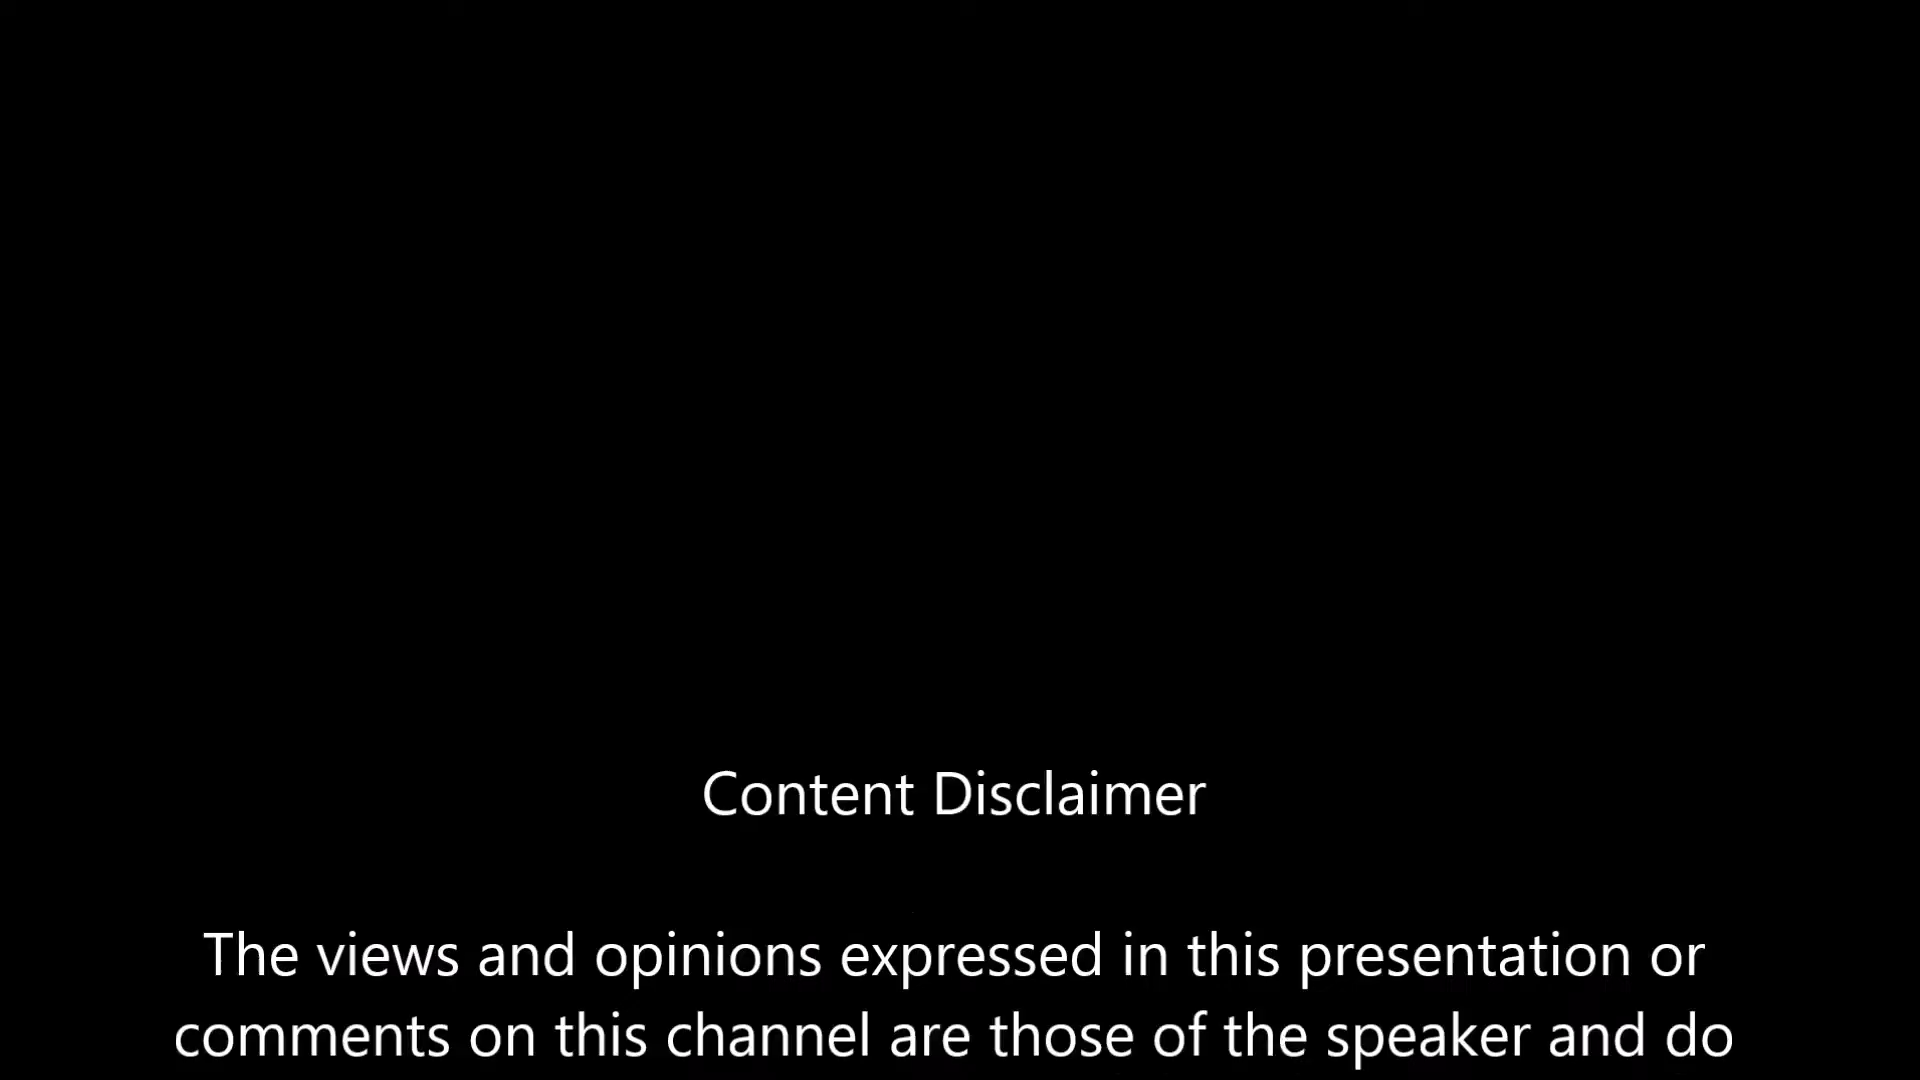 Content Disclaimer
The views and opinions expressed in this presentation or
comments on this channel are those of the speaker and do